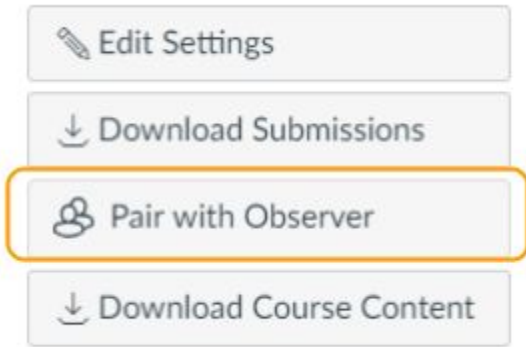 Edit Settings
Download Submissions
Pair with Observer
Download Course Content